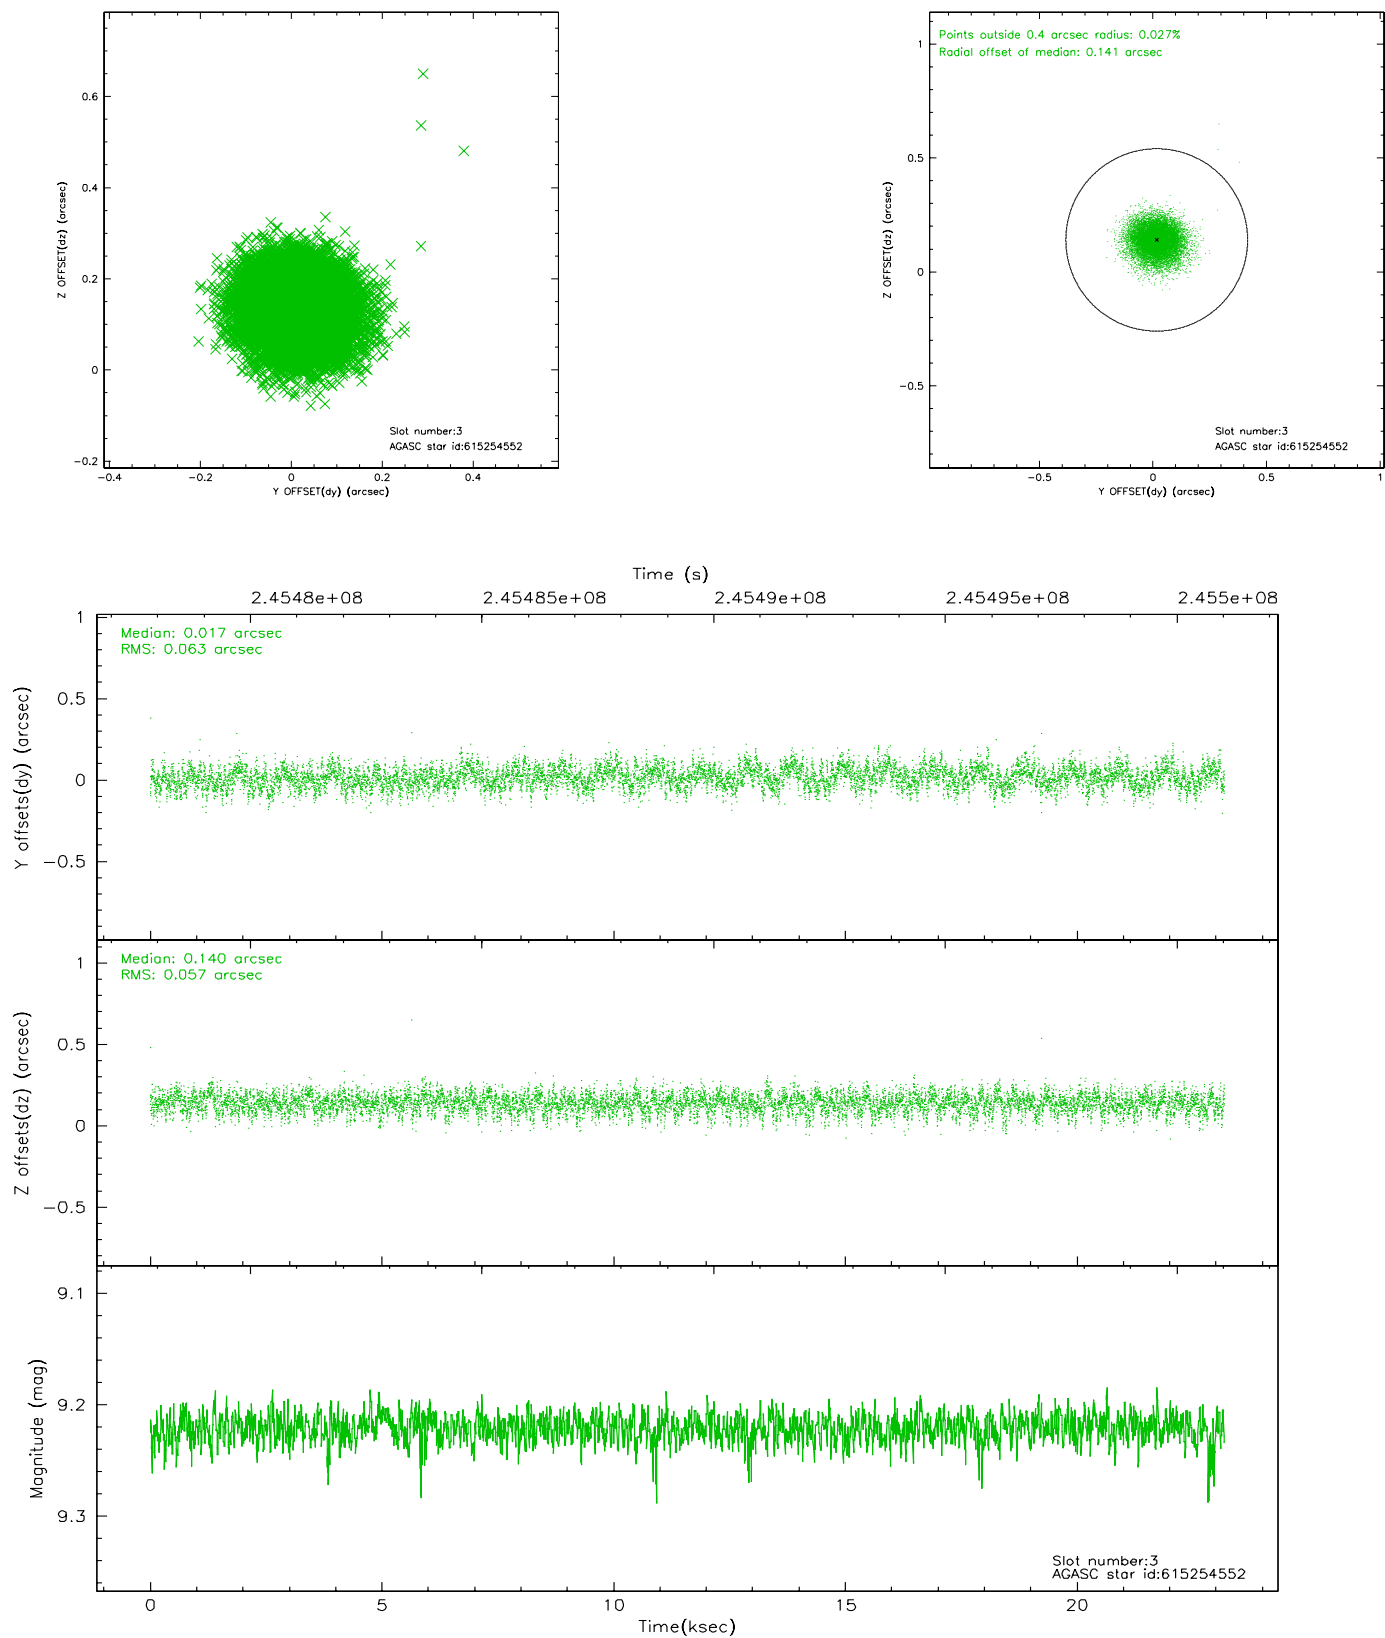 0.6
0.4
0.2
0
−0.2
−0.4
−0.2
0
0.2
0.4
Z OFFSET(dz) (arcsec)
Y OFFSET(dy) (arcsec)
Slot number:3
AGASC star id:615254552
Points outside 0.4 arcsec radius: 0.027%
Radial offset of median: 0.141 arcsec
1
0.5
0
−0.5
−0.5
0
0.5
1
Z OFFSET(dz) (arcsec)
Y OFFSET(dy) (arcsec)
Slot number:3
AGASC star id:615254552
Time (s)
2.4548e+08
2.45485e+08
2.4549e+08
2.45495e+08
2.455e+08
Median: 0.017 arcsec
RMS: 0.063 arcsec
1
0.5
0
−0.5
Y offsets(dy) (arcsec)
Median: 0.140 arcsec
RMS: 0.057 arcsec
1
0.5
0
−0.5
Z offsets(dz) (arcsec)
9.1
9.2
9.3
Magnitude (mag)
Slot number:3
AGASC star id:615254552
0
5
10
15
20
Time(ksec)